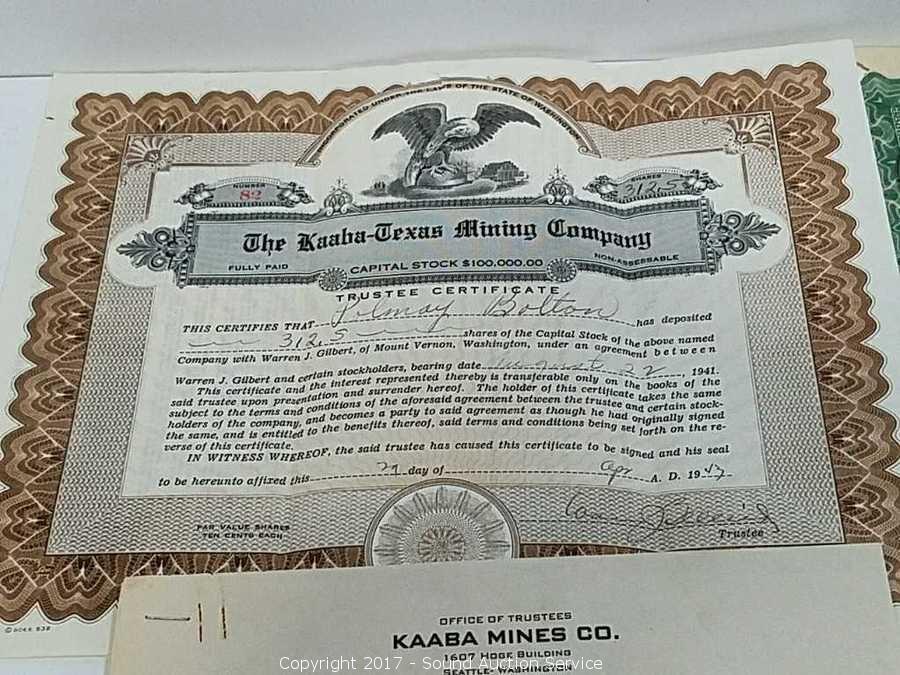 INCORPORATED UNDER THE LAWS OF THE STATE OF WASHINGTON
NUMBER
82
SHARES
312.5
The Kaaba-Texas Mining Company
FULLY PAID
CAPITAL STOCK $100,000.00
NON-ASSESSABLE
TRUSTEE CERTIFICATE
THIS CERTIFIES THAT Bolton has deposited
312.5 shares of the Capital Stock of the above named
Company with Warren J. Gilbert, of Mount Vernon, Washington, under an agreement between
Warren J. Gilbert and certain stockholders, bearing date August 22, 1941.
This certificate and the interest represented thereby is transferable only on the books of the
said trustee upon presentation and surrender hereof. The holder of this certificate takes the same
subject to the terms and conditions of the aforesaid agreement between the trustee and certain stock-
holders of the company, and becomes a party to said agreement as though he had originally signed
the same, and is entitled to the benefits thereof, said terms and conditions being set forth on the re-
verse of this certificate.
IN WITNESS WHEREOF, the said trustee has caused this certificate to be signed and his seal
to be hereunto affixed this 29 day of Apr A. D. 19
PAR VALUE SHARES
TEN CENTS EACH
Trustee
© GOES 938
OFFICE OF TRUSTEES
KAABA MINES CO.
1607 HOGE BUILDING
SEATTLE, WASHINGTON
Copyright 2017 - Sound Auction Service